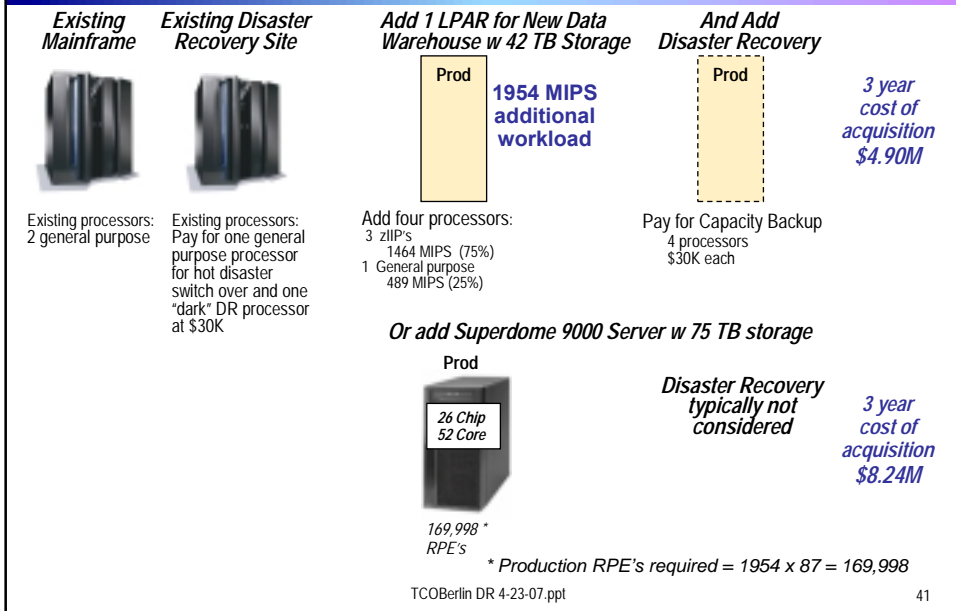 Existing
Mainframe
Existing Disaster
Recovery Site
Add 1 LPAR for New Data
Warehouse w 42 TB Storage
And Add
Disaster Recovery
Prod
1954 MIPS
additional
workload
Prod
3 year
cost of
acquisition
$4.90M
Existing processors:
2 general purpose
Existing processors:
Pay for one general
purpose processor
for hot disaster
switch over and one
“dark” DR processor
at $30K
Add four processors:
3 zIIP's
1464 MIPS (75%)
1 General purpose
489 MIPS (25%)
Pay for Capacity Backup
4 processors
$30K each
Or add Superdome 9000 Server w 75 TB storage
Prod
26 Chip
52 Core
169,998 *
RPE's
Disaster Recovery
typically not
considered
3 year
cost of
acquisition
$8.24M
* Production RPE's required = 1954 x 87 = 169,998
TCOBerlin DR 4-23-07.ppt
41